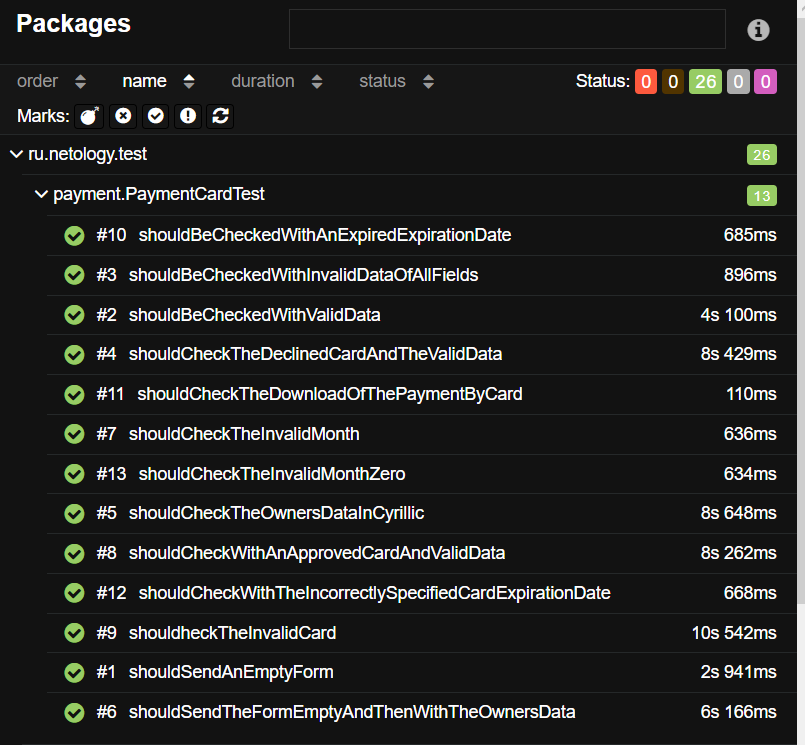 Packages
order name duration status Status: 0 0 26 0 0
Marks:
ru.netology.test 26
payment.PaymentCardTest 13
#10 shouldBeCheckedWithAnExpiredExpirationDate 685ms
#3 shouldBeCheckedWithInvalidDataOfAllFields 896ms
#2 shouldBeCheckedWithValidData 4s 100ms
#4 shouldCheckTheDeclinedCardAndTheValidData 8s 429ms
#11 shouldCheckTheDownloadOfThePaymentByCard 110ms
#7 shouldCheckTheInvalidMonth 636ms
#13 shouldCheckTheInvalidMonthZero 634ms
#5 shouldCheckTheOwnersDataInCyrillic 8s 648ms
#8 shouldCheckWithAnApprovedCardAndValidData 8s 262ms
#12 shouldCheckWithTheIncorrectlySpecifiedCardExpirationDate 668ms
#9 shouldheckTheInvalidCard 10s 542ms
#1 shouldSendAnEmptyForm 2s 941ms
#6 shouldSendTheFormEmptyAndThenWithTheOwnersData 6s 166ms